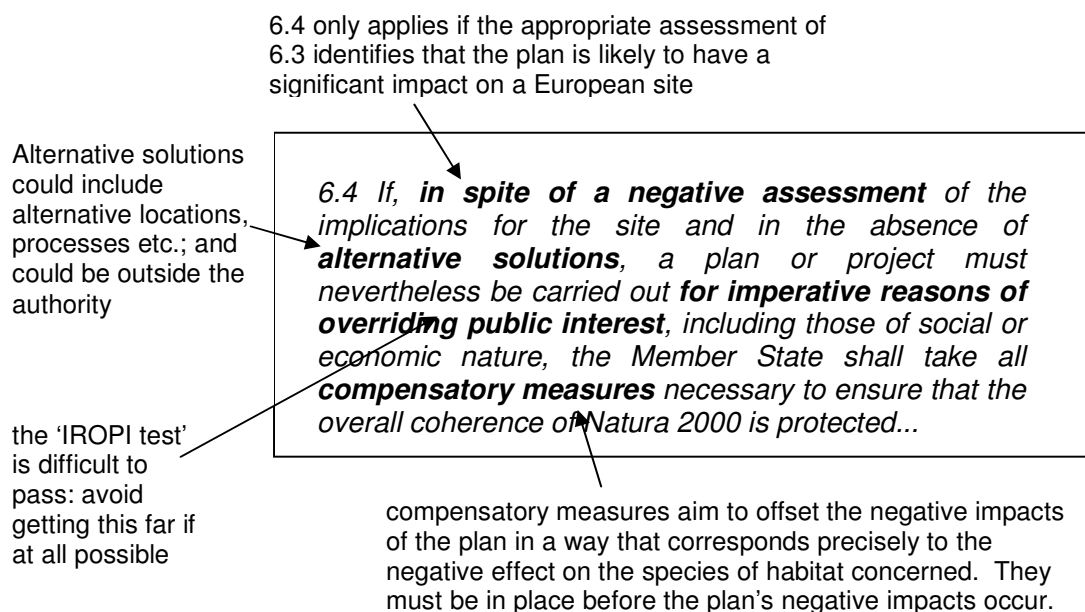 6.4 only applies if the appropriate assessment of
6.3 identifies that the plan is likely to have a
significant impact on a European site
Alternative solutions
could include
alternative locations,
processes etc.; and
could be outside the
authority
6.4 If, in spite of a negative assessment of the
implications for the site and in the absence of
alternative solutions, a plan or project must
nevertheless be carried out for imperative reasons of
overriding public interest, including those of social or
economic nature, the Member State shall take all
compensatory measures necessary to ensure that the
overall coherence of Natura 2000 is protected...
the ‘IROPI test’
is difficult to
pass: avoid
getting this far if
at all possible
compensatory measures aim to offset the negative impacts
of the plan in a way that corresponds precisely to the
negative effect on the species of habitat concerned.  They
must be in place before the plan’s negative impacts occur.